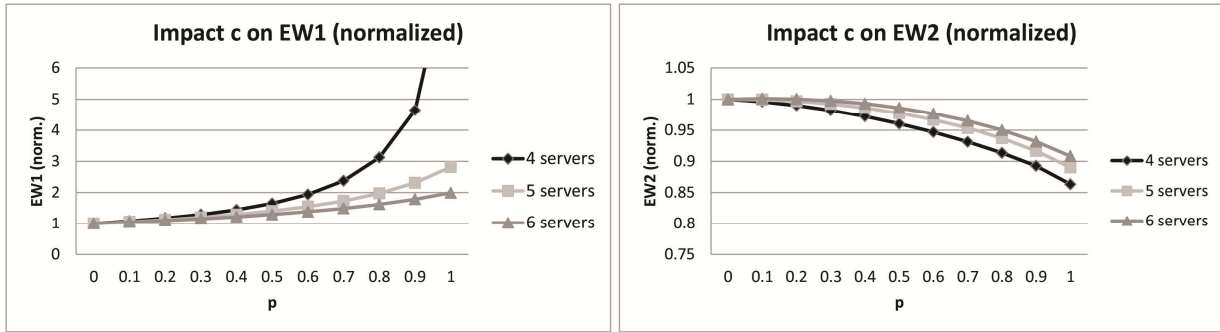 Impact c on EW1 (normalized)
6
5
4
3
2
1
0
EW1 (norm.)
0 0.1 0.2 0.3 0.4 0.5 0.6 0.7 0.8 0.9 1
p
4 servers
5 servers
6 servers
Impact c on EW2 (normalized)
1.05
1
0.95
0.9
0.85
0.8
0.75
EW2 (norm.)
0 0.1 0.2 0.3 0.4 0.5 0.6 0.7 0.8 0.9 1
p
4 servers
5 servers
6 servers